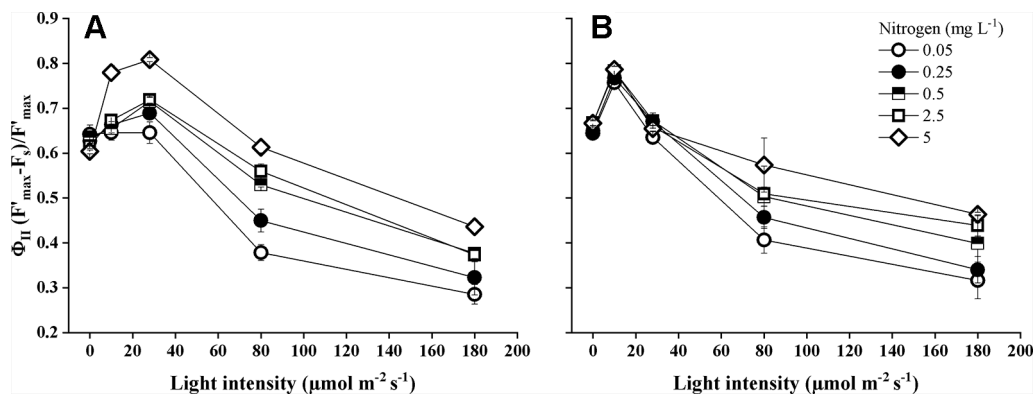 A
B
Nitrogen (mg L⁻¹)
0.05
0.25
0.5
2.5
5
Φ_II (F'_max-F_s)/F'_max
0.9
0.8
0.7
0.6
0.5
0.4
0.3
0.2
0 20 40 60 80 100 120 140 160 180 200
0 20 40 60 80 100 120 140 160 180 200
Light intensity (μmol m⁻² s⁻¹)
Light intensity (μmol m⁻² s⁻¹)